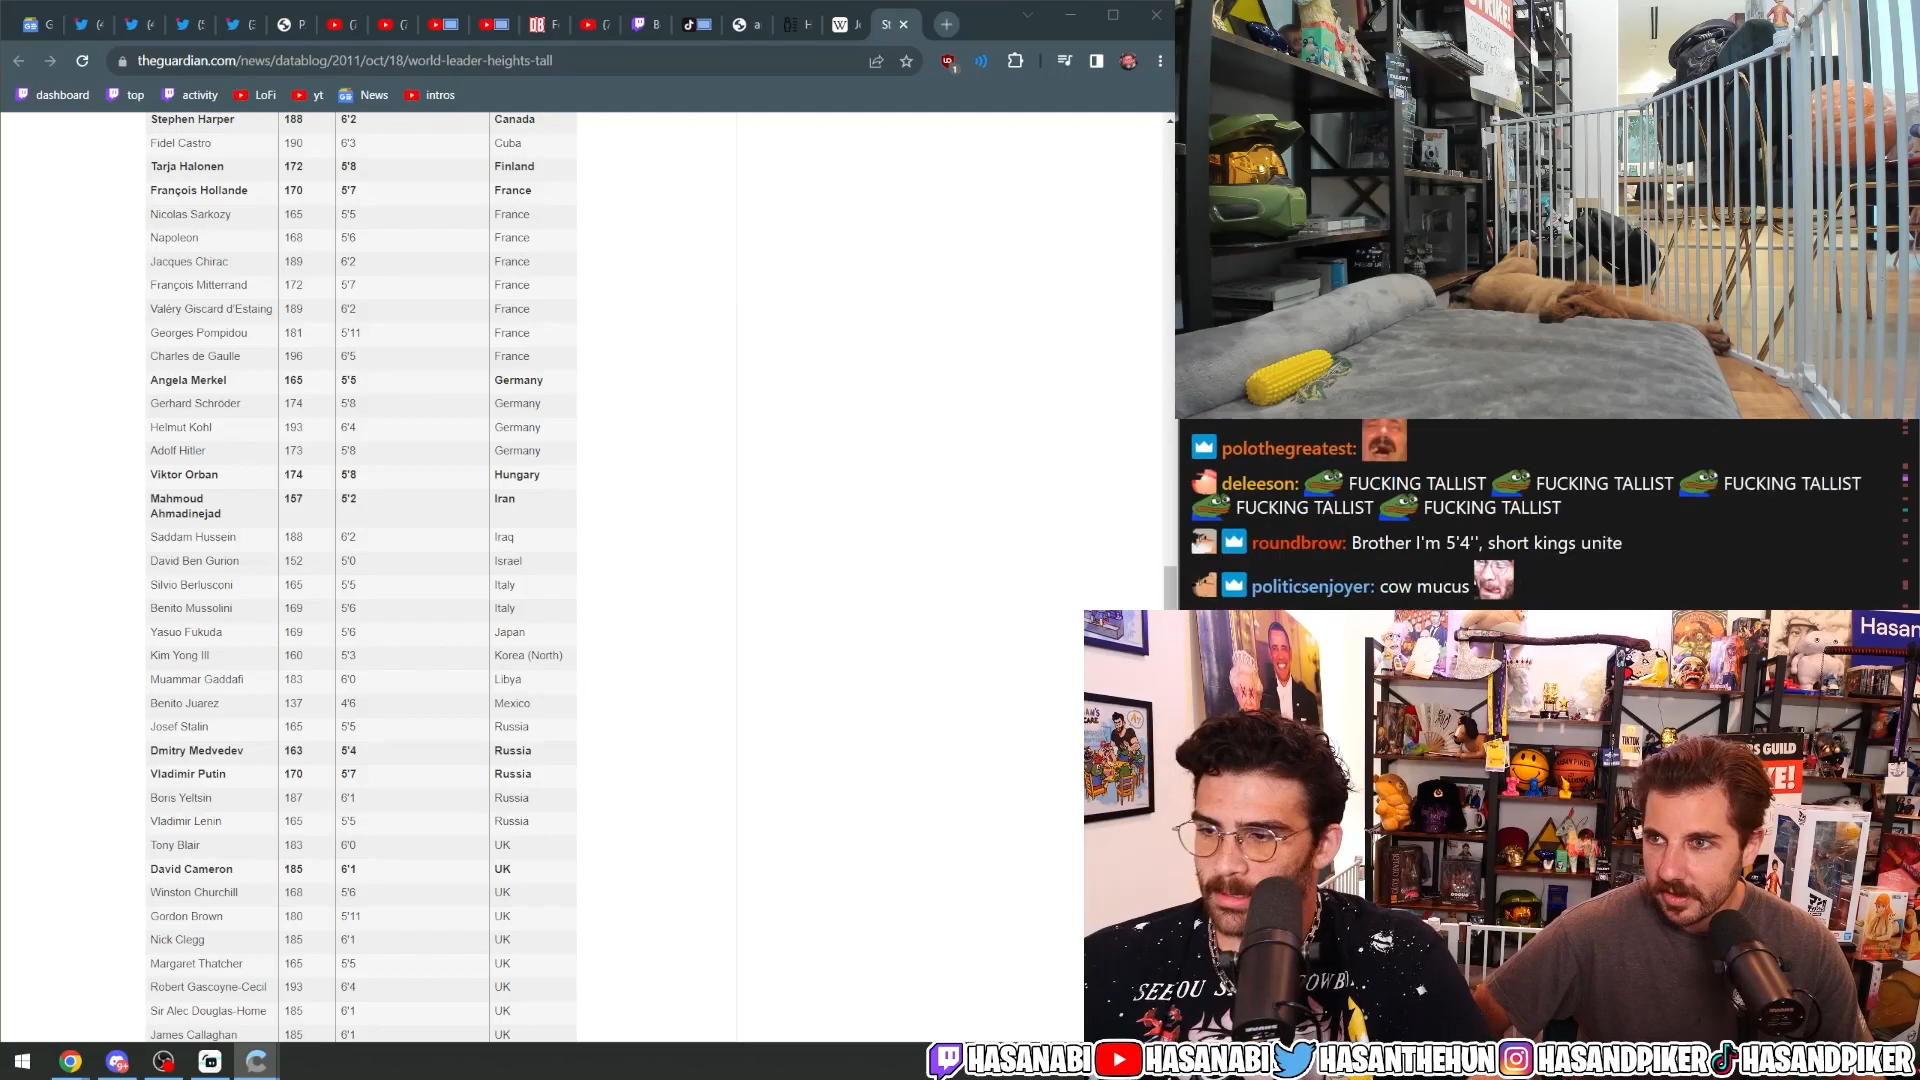 theguardian.com/news/datablog/2011/oct/18/world-leader-heights-tall
dashboard top activity LoFi yt News intros
Stephen Harper 188 6'2 Canada
Fidel Castro 190 6'3 Cuba
Tarja Halonen 172 5'8 Finland
François Hollande 170 5'7 France
Nicolas Sarkozy 165 5'5 France
Napoleon 168 5'6 France
Jacques Chirac 189 6'2 France
François Mitterrand 172 5'7 France
Valéry Giscard d'Estaing 189 6'2 France
Georges Pompidou 181 5'11 France
Charles de Gaulle 196 6'5 France
Angela Merkel 165 5'5 Germany
Gerhard Schröder 174 5'8 Germany
Helmut Kohl 193 6'4 Germany
Adolf Hitler 173 5'8 Germany
Viktor Orban 174 5'8 Hungary
Mahmoud 157 5'2 Iran
Ahmadinejad
Saddam Hussein 188 6'2 Iraq
David Ben Gurion 152 5'0 Israel
Silvio Berlusconi 165 5'5 Italy
Benito Mussolini 169 5'6 Italy
Yasuo Fukuda 169 5'6 Japan
Kim Yong Ill 160 5'3 Korea (North)
Muammar Gaddafi 183 6'0 Libya
Benito Juarez 137 4'6 Mexico
Josef Stalin 165 5'5 Russia
Dmitry Medvedev 163 5'4 Russia
Vladimir Putin 170 5'7 Russia
Boris Yeltsin 187 6'1 Russia
Vladimir Lenin 165 5'5 Russia
Tony Blair 183 6'0 UK
David Cameron 185 6'1 UK
Winston Churchill 168 5'6 UK
Gordon Brown 180 5'11 UK
Nick Clegg 185 6'1 UK
Margaret Thatcher 165 5'5 UK
Robert Gascoyne-Cecil 193 6'4 UK
Sir Alec Douglas-Home 185 6'1 UK
James Callaghan 185 6'1 UK
STRIKE!
polothegreatest:
deleeson: FUCKING TALLIST FUCKING TALLIST FUCKING TALLIST
FUCKING TALLIST FUCKING TALLIST
roundbrow: Brother I'm 5'4'', short kings unite
politicsenjoyer: cow mucus
Hasan
TIKTOK
GUILD
KE!
HASANABI HASANABI HASANTHEHUN HASANDPIKER HASANDPIKER